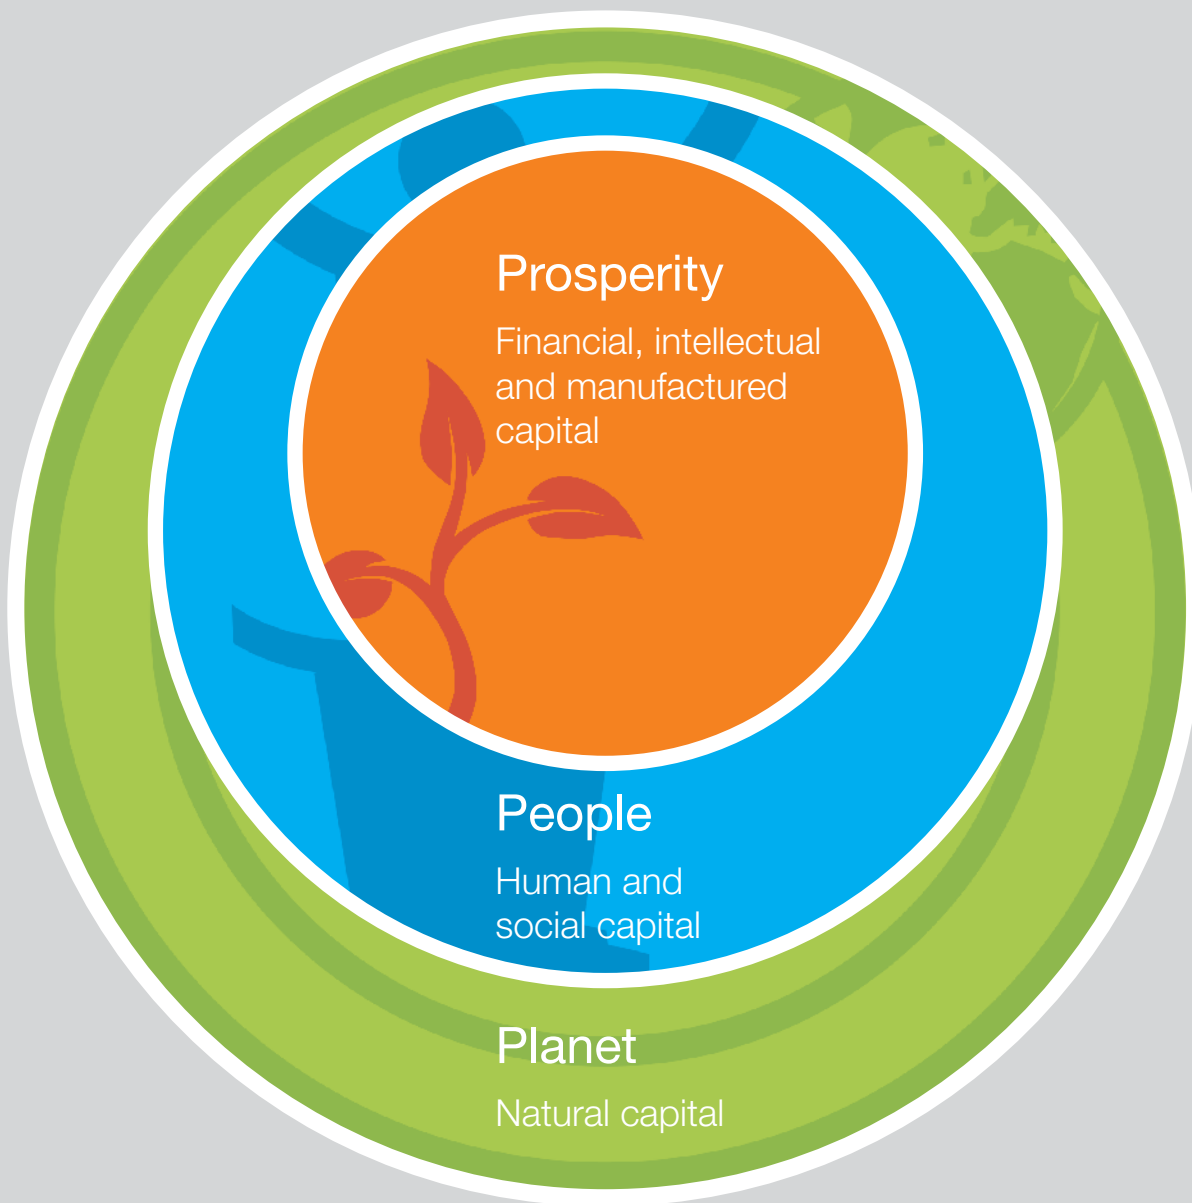 Prosperity
Financial, intellectual
and manufactured
capital
People
Human and
social capital
Planet
Natural capital